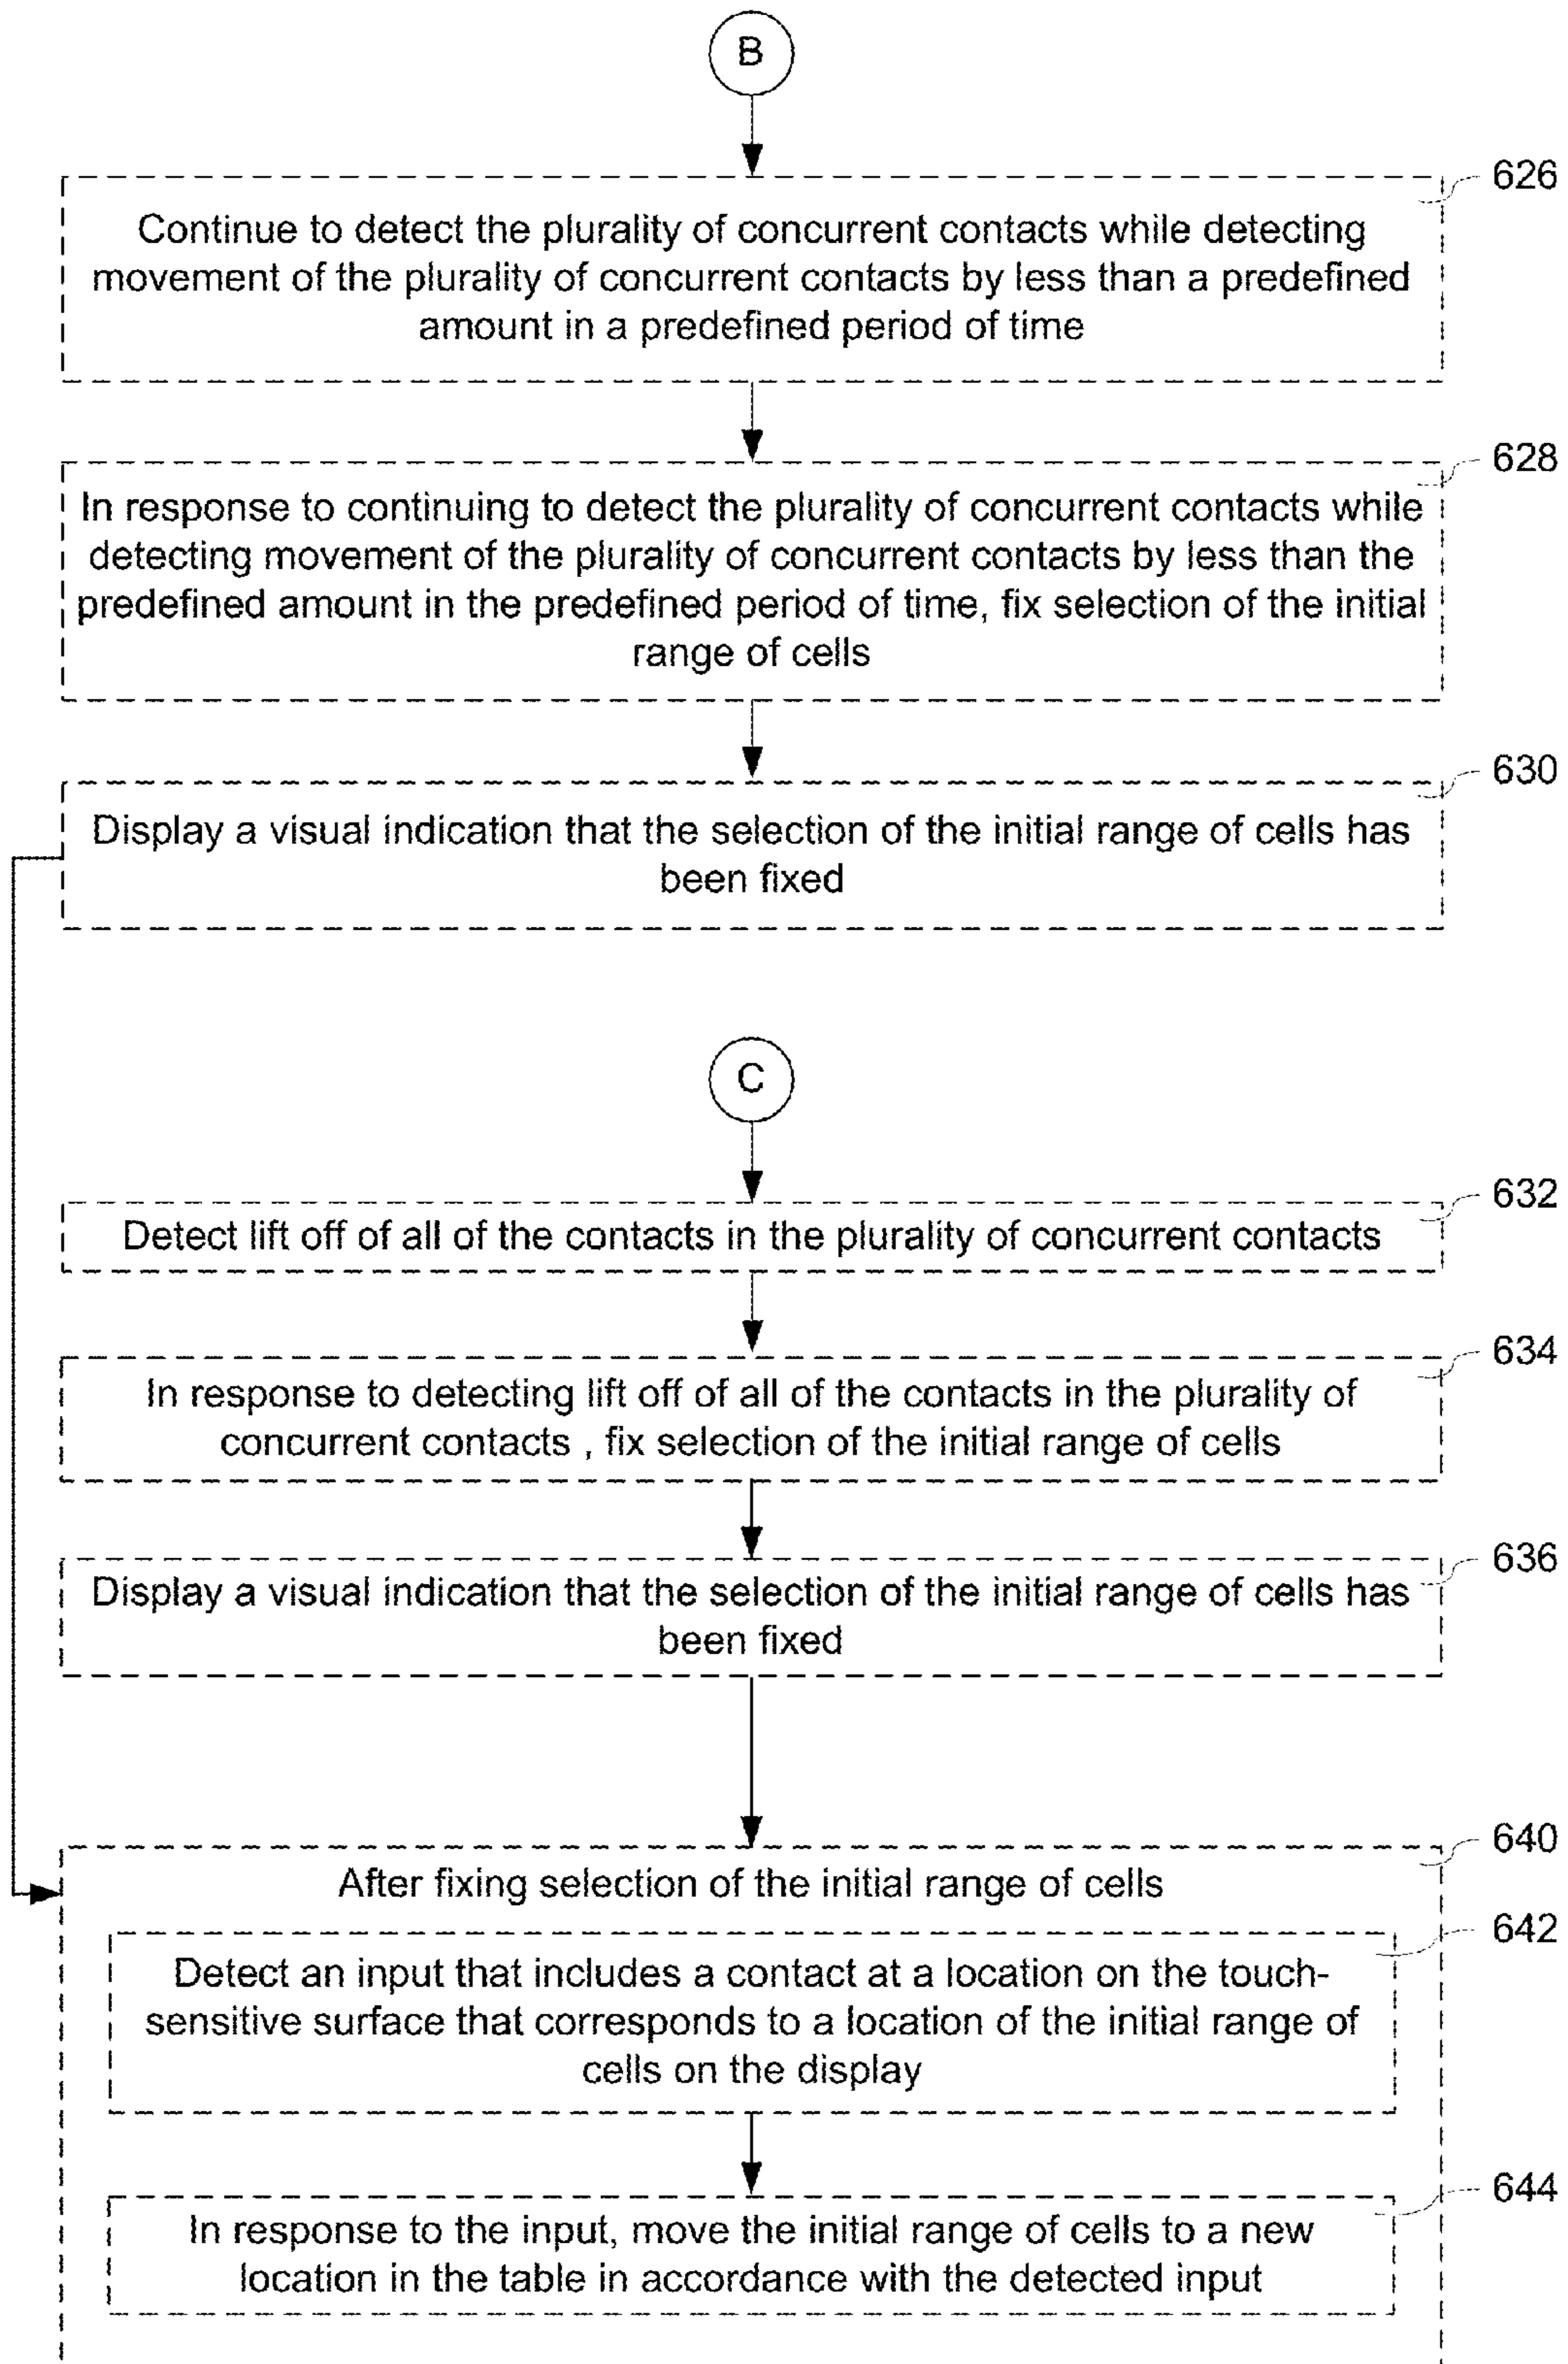 B
626
Continue to detect the plurality of concurrent contacts while detecting
movement of the plurality of concurrent contacts by less than a predefined
amount in a predefined period of time
628
In response to continuing to detect the plurality of concurrent contacts while
detecting movement of the plurality of concurrent contacts by less than the
predefined amount in the predefined period of time, fix selection of the initial
range of cells
630
Display a visual indication that the selection of the initial range of cells has
been fixed
C
632
Detect lift off of all of the contacts in the plurality of concurrent contacts
634
In response to detecting lift off of all of the contacts in the plurality of
concurrent contacts , fix selection of the initial range of cells
636
Display a visual indication that the selection of the initial range of cells has
been fixed
640
After fixing selection of the initial range of cells
642
Detect an input that includes a contact at a location on the touch-
sensitive surface that corresponds to a location of the initial range of
cells on the display
644
In response to the input, move the initial range of cells to a new
location in the table in accordance with the detected input